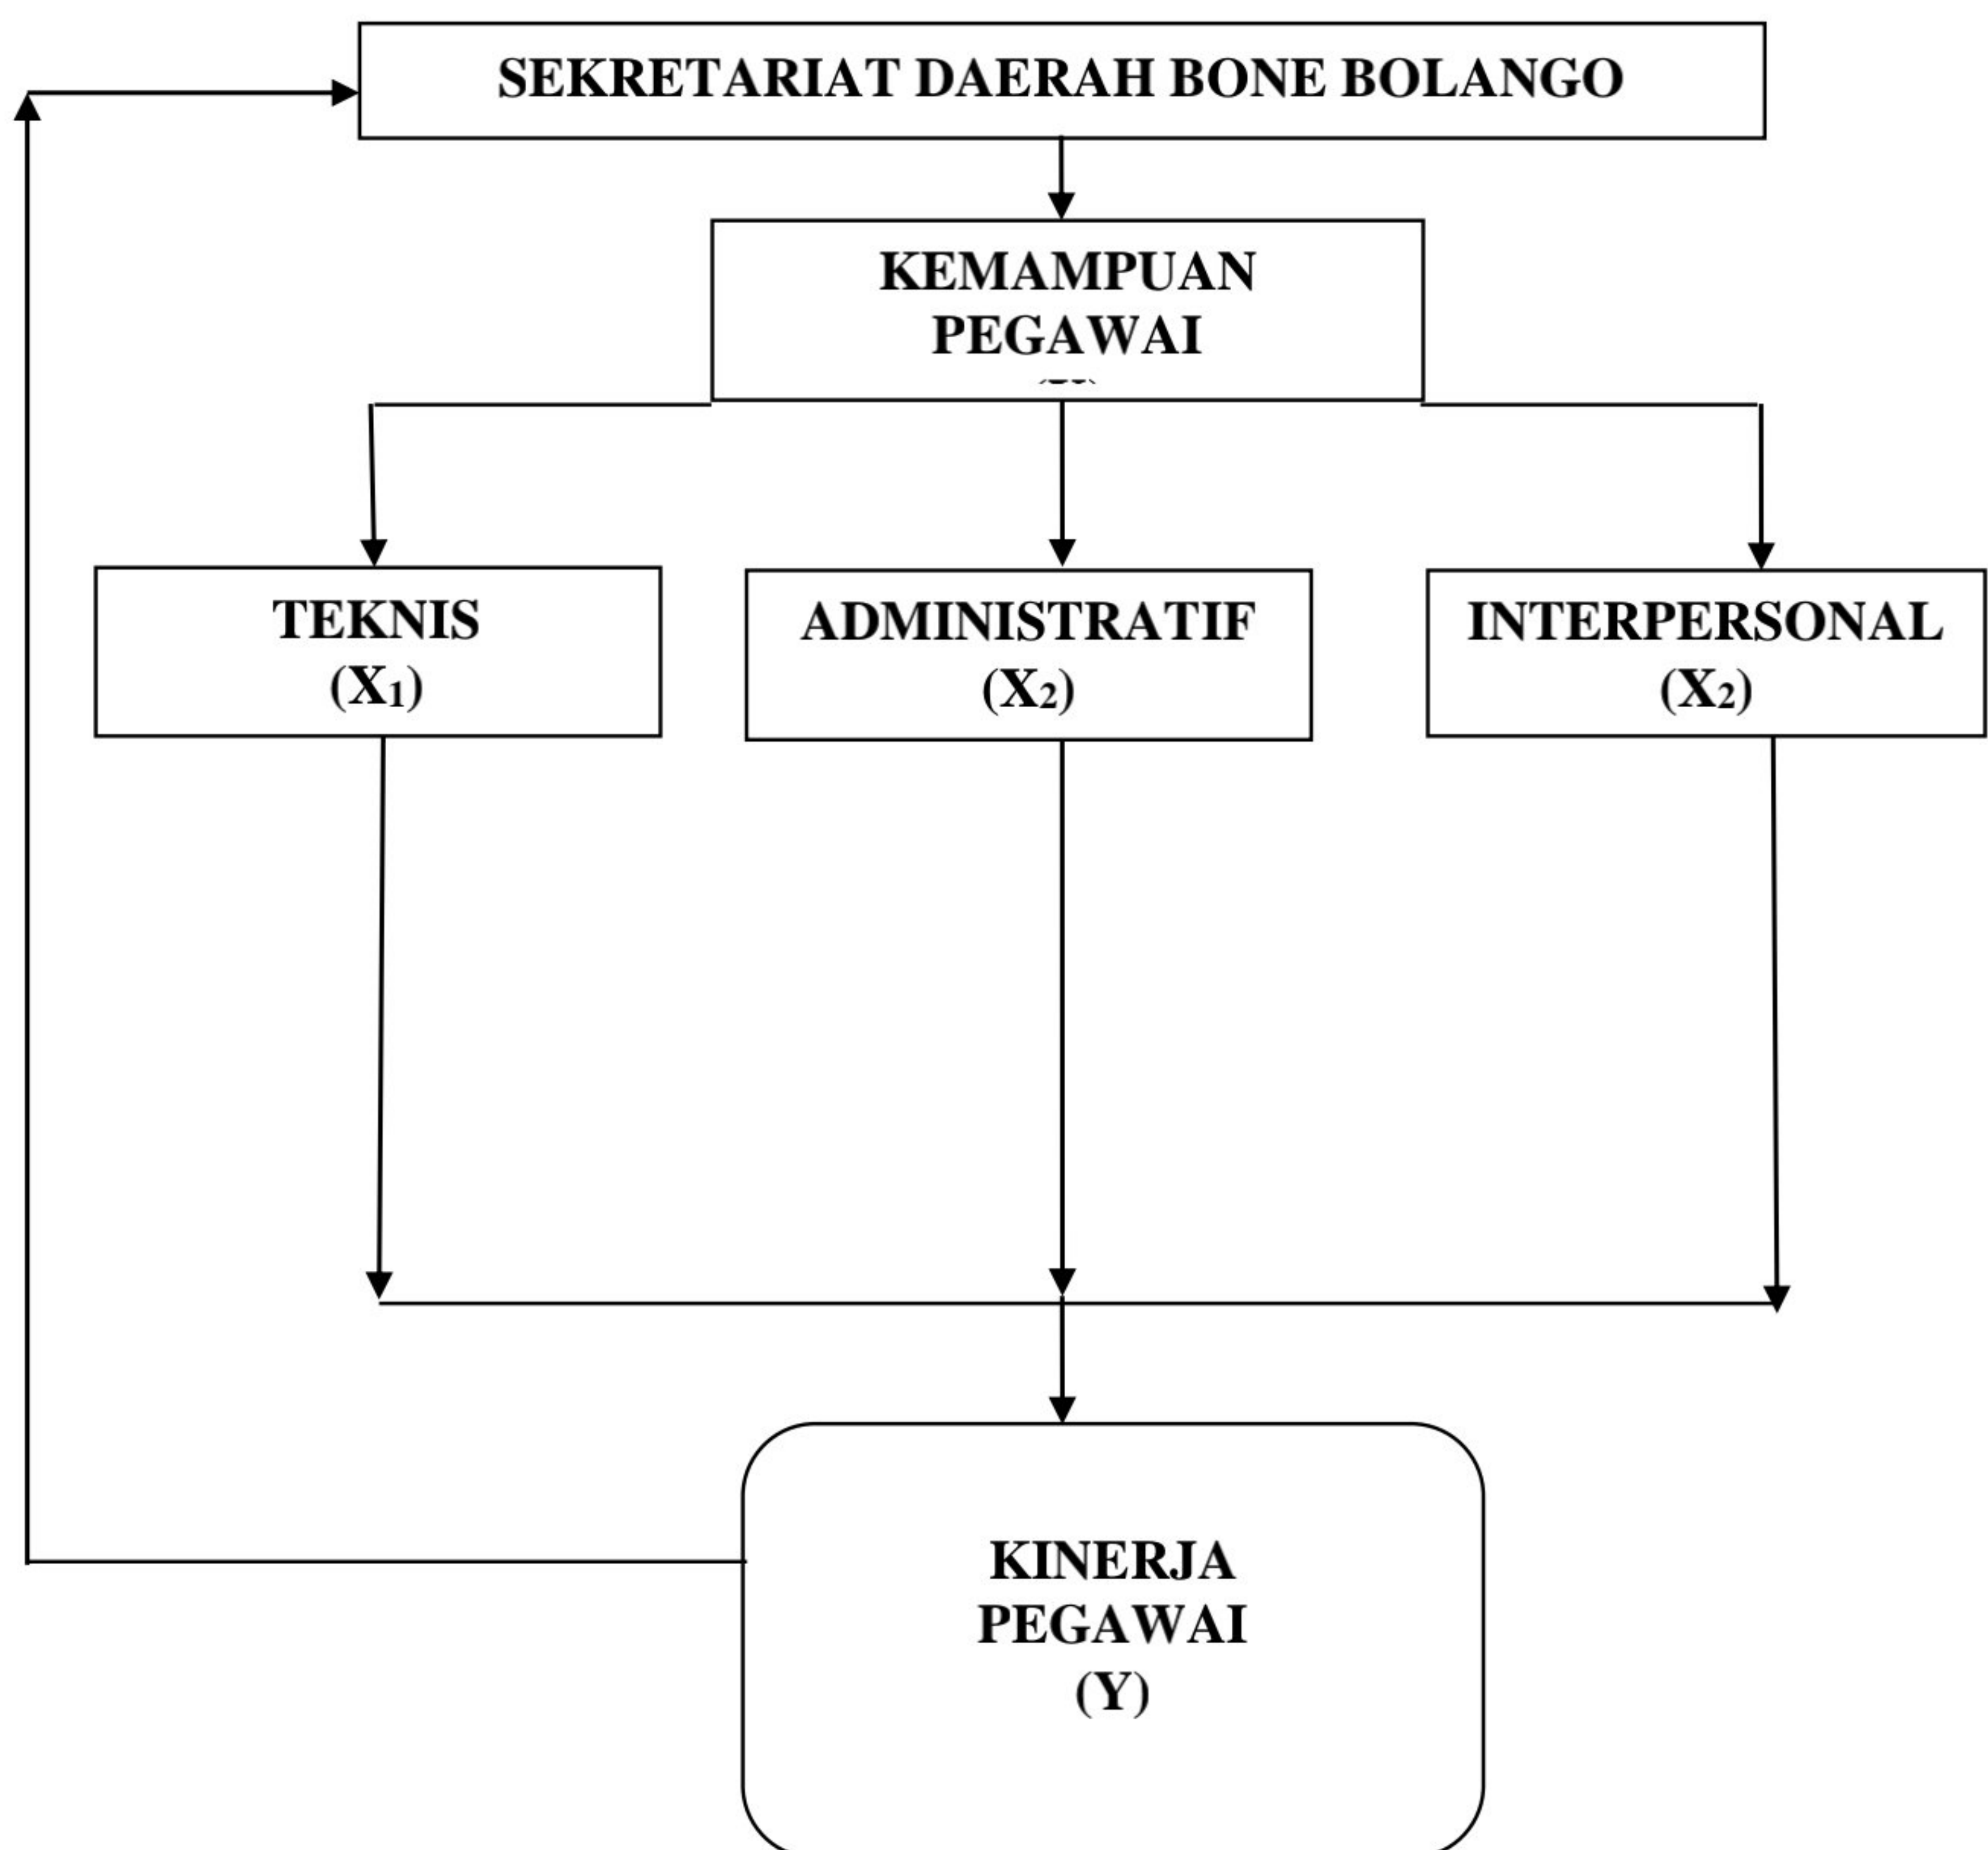 SEKRETARIAT DAERAH BONE BOLANGO
KEMAMPUAN
PEGAWAI
TEKNIS
(X₁)
ADMINISTRATIF
(X₂)
INTERPERSONAL
(X₂)
KINERJA
PEGAWAI
(Y)